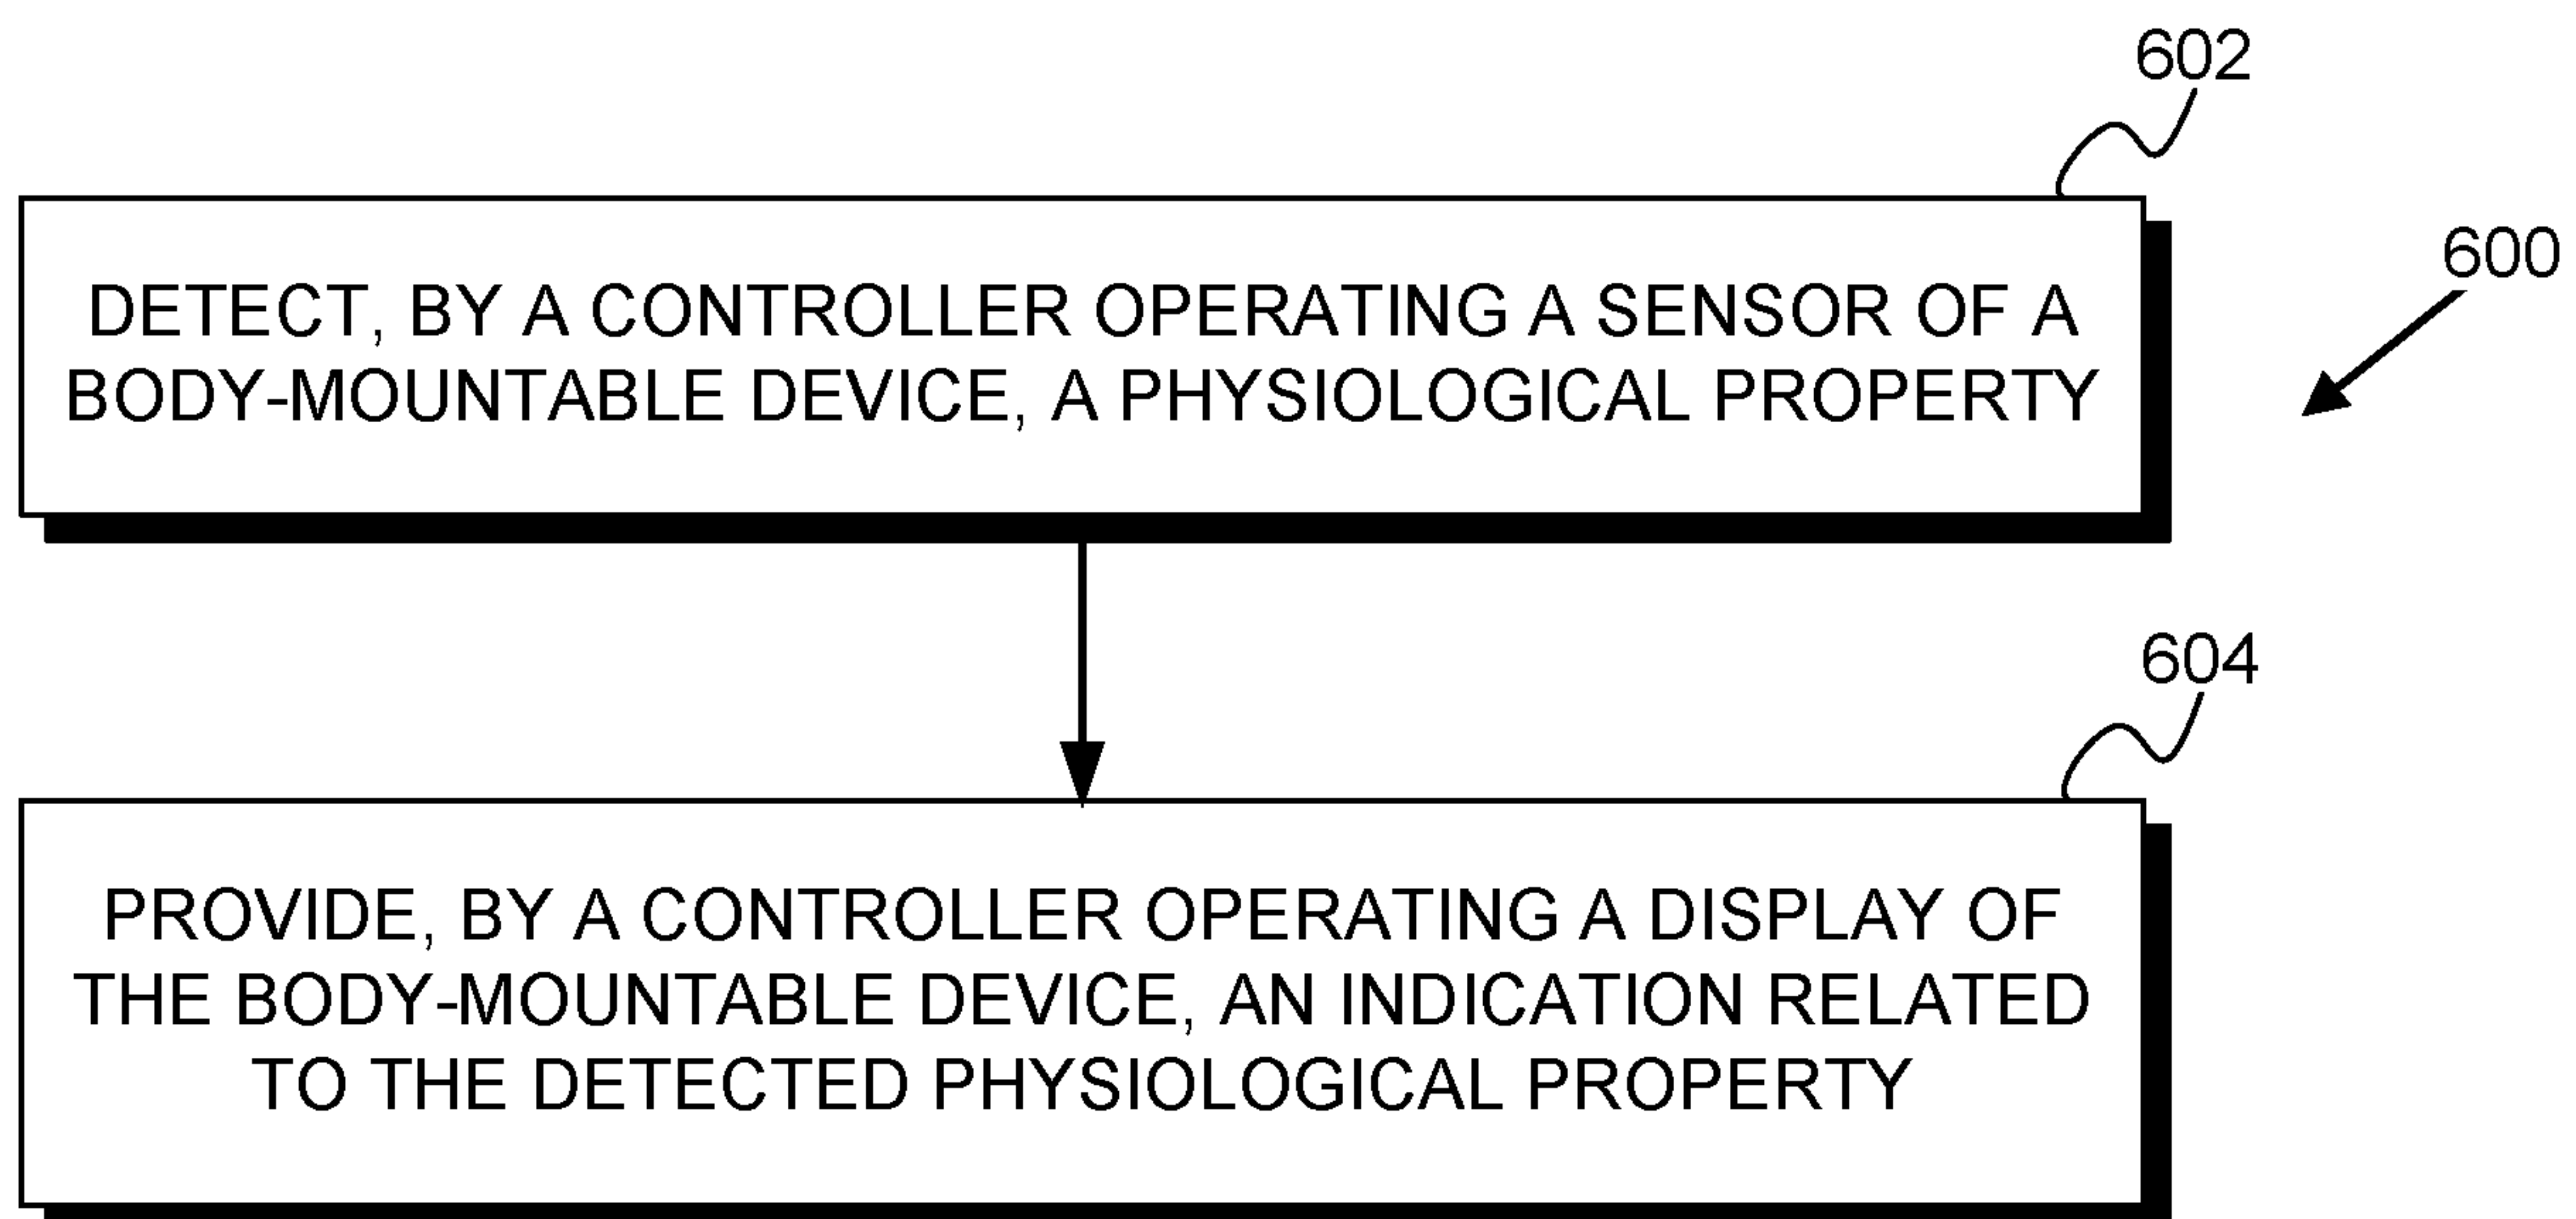 602
600
DETECT, BY A CONTROLLER OPERATING A SENSOR OF A
BODY-MOUNTABLE DEVICE, A PHYSIOLOGICAL PROPERTY
604
PROVIDE, BY A CONTROLLER OPERATING A DISPLAY OF
THE BODY-MOUNTABLE DEVICE, AN INDICATION RELATED
TO THE DETECTED PHYSIOLOGICAL PROPERTY